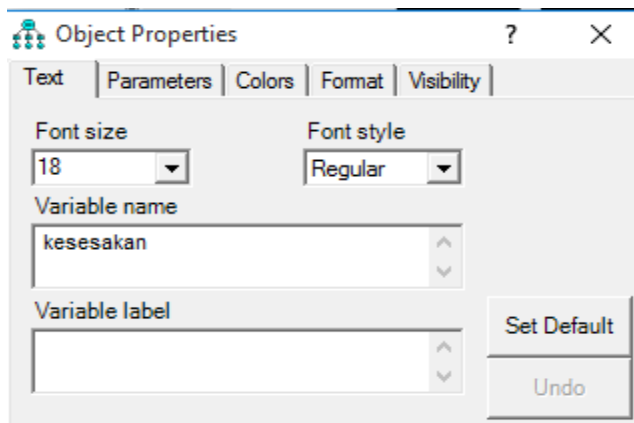 Object Properties ?
Text Parameters Colors Format Visibility
Font size Font style
18 Regular
Variable name
kesesakan
Variable label
Set Default
Undo